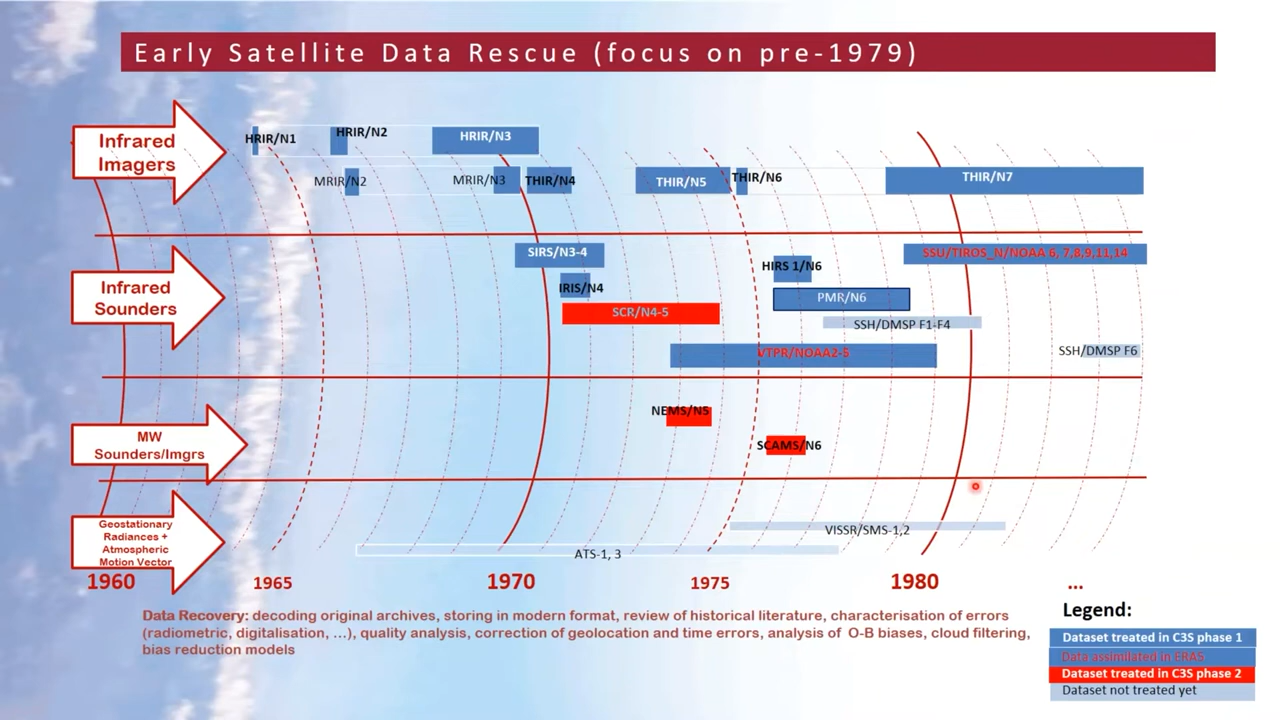 Early Satellite Data Rescue (focus on pre-1979)
Infrared
Imagers
HRIR/N1
HRIR/N2
HRIR/N3
MRIR/N2
MRIR/N3
THIR/N4
THIR/N5
THIR/N6
THIR/N7
Infrared
Sounders
SIRS/N3-4
IRIS/N4
SCR/N4-5
HIRS 1/N6
PMR/N6
SSU/TIROS_N/NOAA 6, 7,8,9,11,14
SSH/DMSP F1-F4
VTPR/NOAA2-5
SSH/DMSP F6
MW
Sounders/Imgrs
NEMS/N5
SCAMS/N6
Geostationary
Radiances +
Atmospheric
Motion Vector
VISSR/SMS-1,2
ATS-1, 3
1960
1965
1970
1975
1980
...
Data Recovery: decoding original archives, storing in modern format, review of historical literature, characterisation of errors
(radiometric, digitalisation, ...), quality analysis, correction of geolocation and time errors, analysis of O-B biases, cloud filtering,
bias reduction models
Legend:
Dataset treated in C3S phase 1
Data assimilated in ERA5
Dataset treated in C3S phase 2
Dataset not treated yet